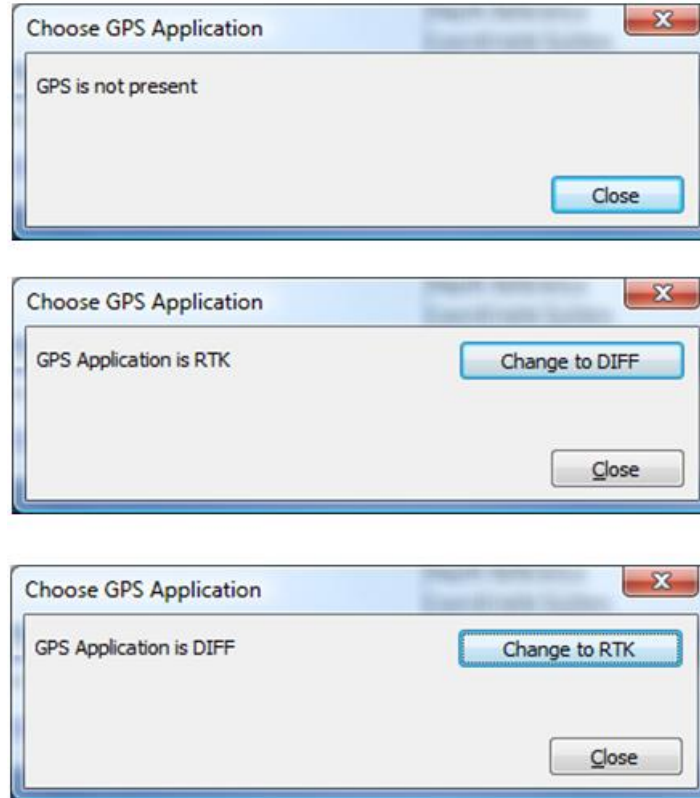 Choose GPS Application
GPS is not present
Close
Choose GPS Application
GPS Application is RTK
Change to DIFF
Close
Choose GPS Application
GPS Application is DIFF
Change to RTK
Close